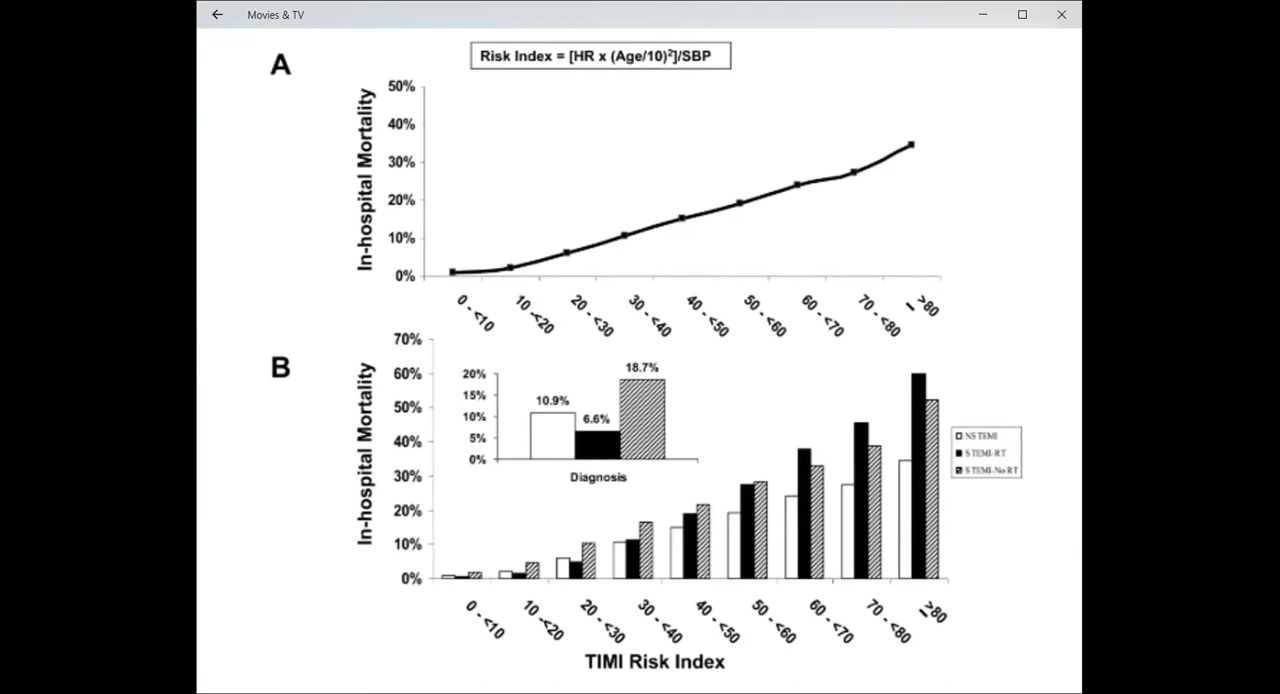 Movies & TV
A
Risk Index = [HR x (Age/10)²]/SBP
In-hospital Mortality
50%
40%
30%
20%
10%
0%
0 - <10
10 - <20
20 - <30
30 - <40
40 - <50
50 - <60
60 - <70
70 - <80
≥80
B
In-hospital Mortality
70%
60%
50%
40%
30%
20%
10%
0%
20%
15%
10%
5%
0%
10.9%
6.6%
18.7%
Diagnosis
NSTEMI
STEMI-RT
STEMI-No RT
0 - <10
10 - <20
20 - <30
30 - <40
40 - <50
50 - <60
60 - <70
70 - <80
≥80
TIMI Risk Index